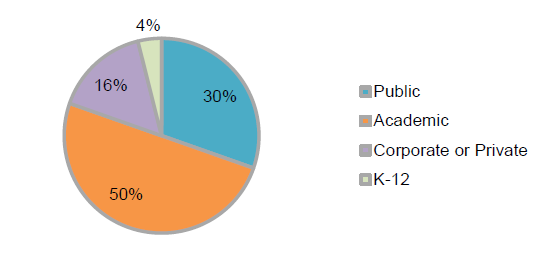 4%
16%
30%
50%
Public
Academic
Corporate or Private
K-12